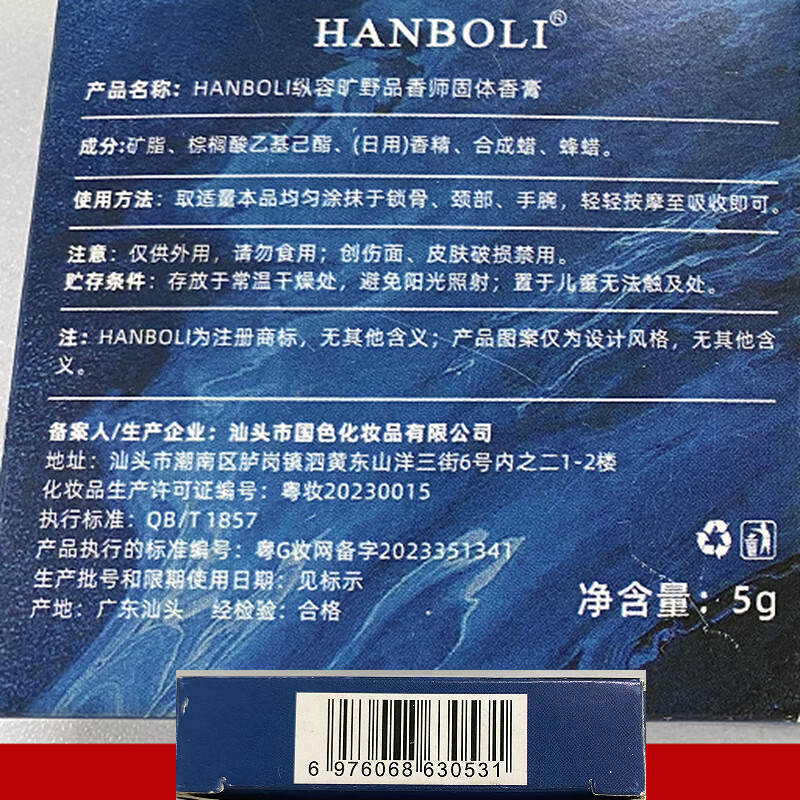 HANBOLI®
产品名称：HANBOLI纵容旷野品香师固体香膏
成分:矿脂、棕榈酸乙基己酯、(日用)香精、合成蜡、蜂蜡。
使用方法：取适量本品均匀涂抹于锁骨、颈部、手腕，轻轻按摩至吸收即可。
注意：仅供外用，请勿食用；创伤面、皮肤破损禁用。
贮存条件：存放于常温干燥处，避免阳光照射；置于儿童无法触及处。
注：HANBOLI为注册商标，无其他含义；产品图案仅为设计风格，无其他含
义。
备案人/生产企业：汕头市国色化妆品有限公司
地址：汕头市潮南区胪岗镇泗黄东山洋三街6号内之二1-2楼
化妆品生产许可证编号：粤妆20230015
执行标准：QB/T 1857
产品执行的标准编号：粤G妆网备字2023351341
生产批号和限期使用日期：见标示
产地：广东汕头 经检验：合格
净含量：5g
6 976068 630531